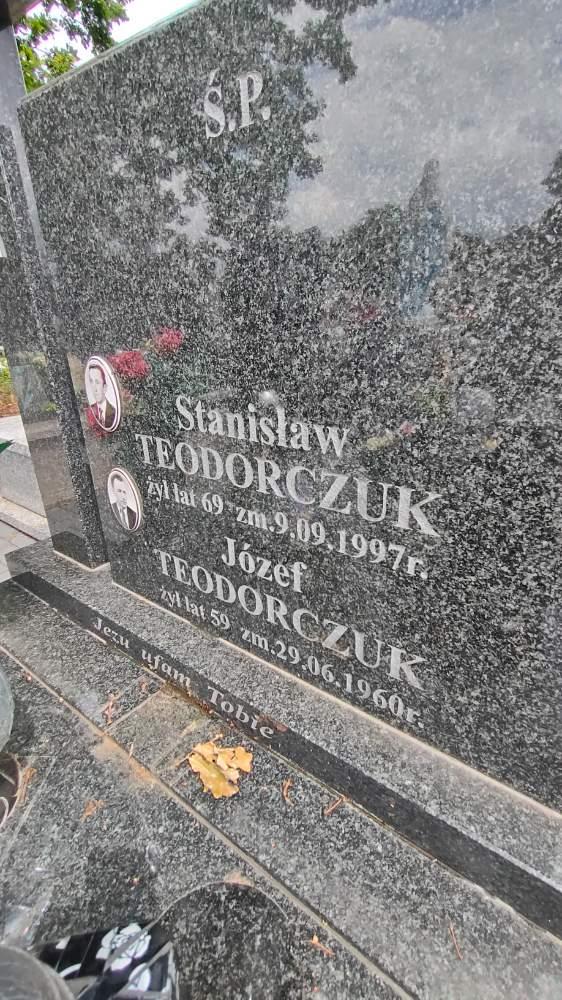 Ś.P.
Stanisław
TEODORCZUK
żył lat 69 zm.9.09.1997r.
Józef
TEODORCZUK
żył lat 59 zm.29.06.1960r.
Jezu ufam Tobie